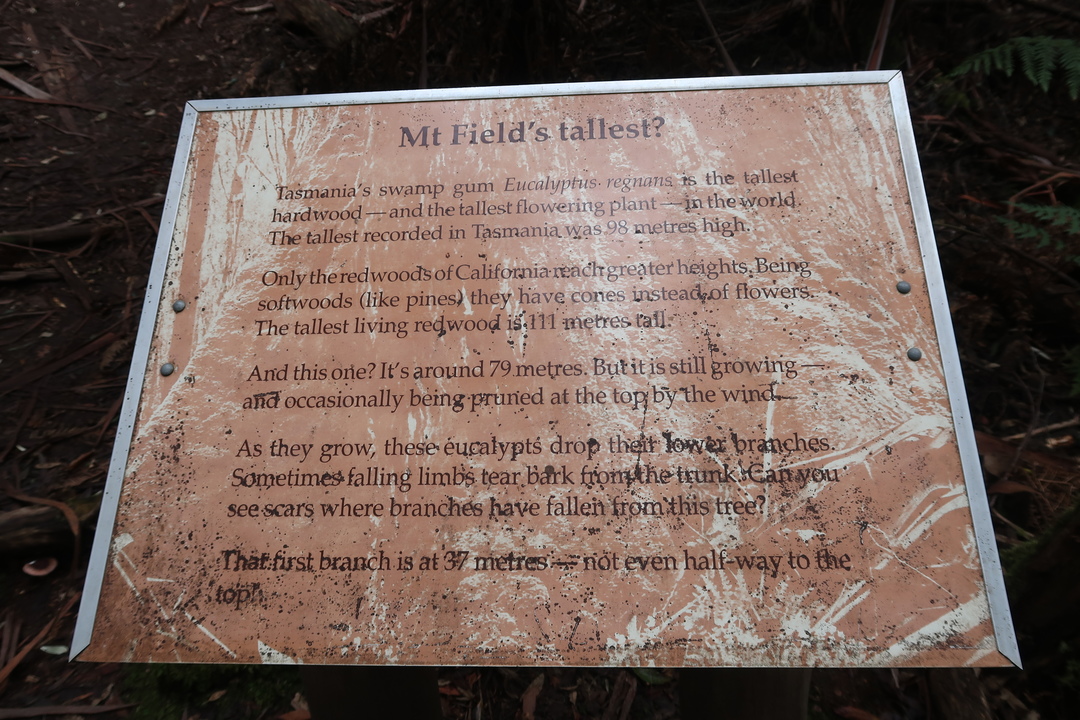 Mt Field's tallest?
Tasmania's swamp gum Eucalyptus regnans is the tallest
hardwood — and the tallest flowering plant — in the world.
The tallest recorded in Tasmania was 98 metres high.
Only the redwoods of California reach greater heights. Being
softwoods (like pines) they have cones instead of flowers.
The tallest living redwood is 111 metres tall.
And this one? It's around 79 metres. But it is still growing —
and occasionally being pruned at the top by the wind.
As they grow, these eucalypts drop their lower branches.
Sometimes falling limbs tear bark from the trunk. Can you
see scars where branches have fallen from this tree?
That first branch is at 37 metres — not even half-way to the
top!